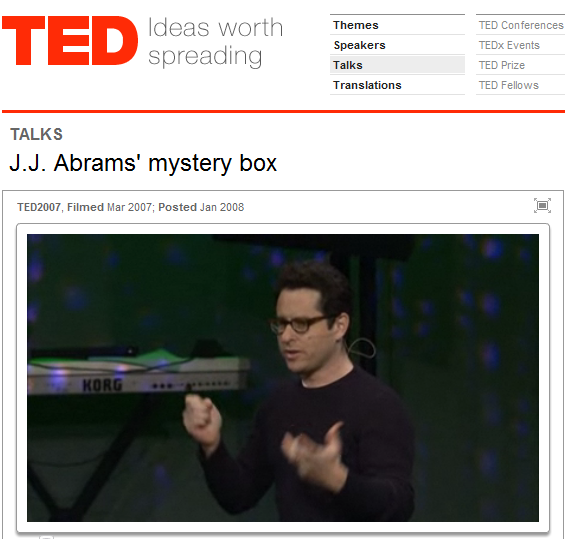 TED Ideas worth
spreading
Themes
Speakers
Talks
Translations
TED Conferences
TEDx Events
TED Prize
TED Fellows
TALKS
J.J. Abrams' mystery box
TED2007, Filmed Mar 2007; Posted Jan 2008
KORG